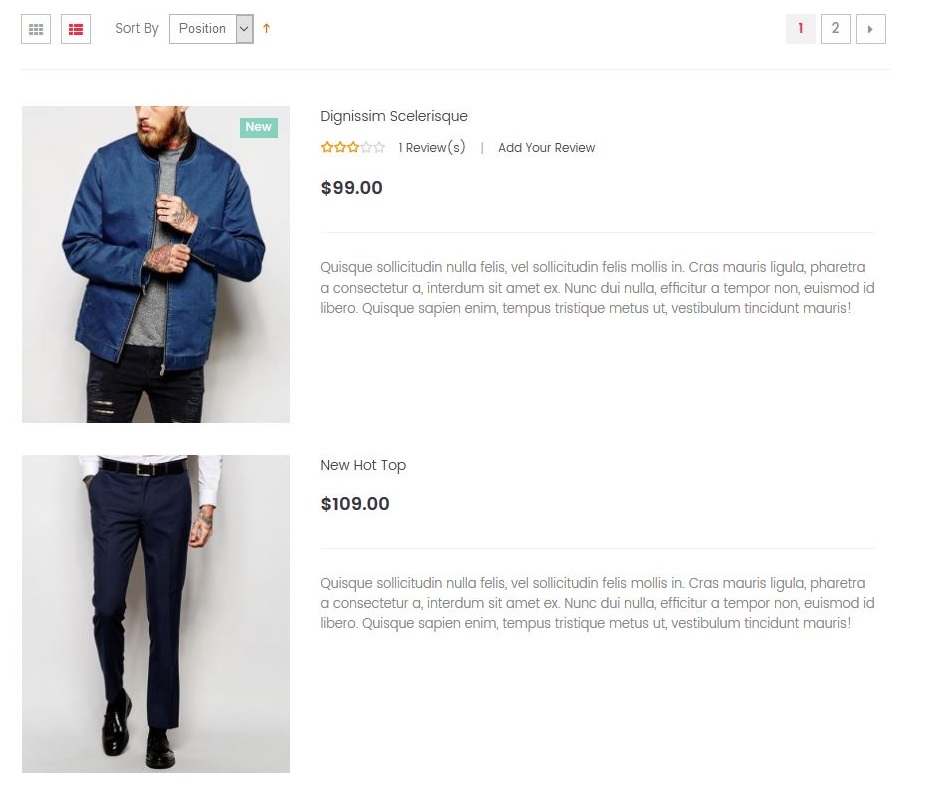 Sort By Position 1 2
New
Dignissim Scelerisque
1 Review(s) | Add Your Review
$99.00
Quisque sollicitudin nulla felis, vel sollicitudin felis mollis in. Cras mauris ligula, pharetra
a consectetur a, interdum sit amet ex. Nunc dui nulla, efficitur a tempor non, euismod id
libero. Quisque sapien enim, tempus tristique metus ut, vestibulum tincidunt mauris!
New Hot Top
$109.00
Quisque sollicitudin nulla felis, vel sollicitudin felis mollis in. Cras mauris ligula, pharetra
a consectetur a, interdum sit amet ex. Nunc dui nulla, efficitur a tempor non, euismod id
libero. Quisque sapien enim, tempus tristique metus ut, vestibulum tincidunt mauris!